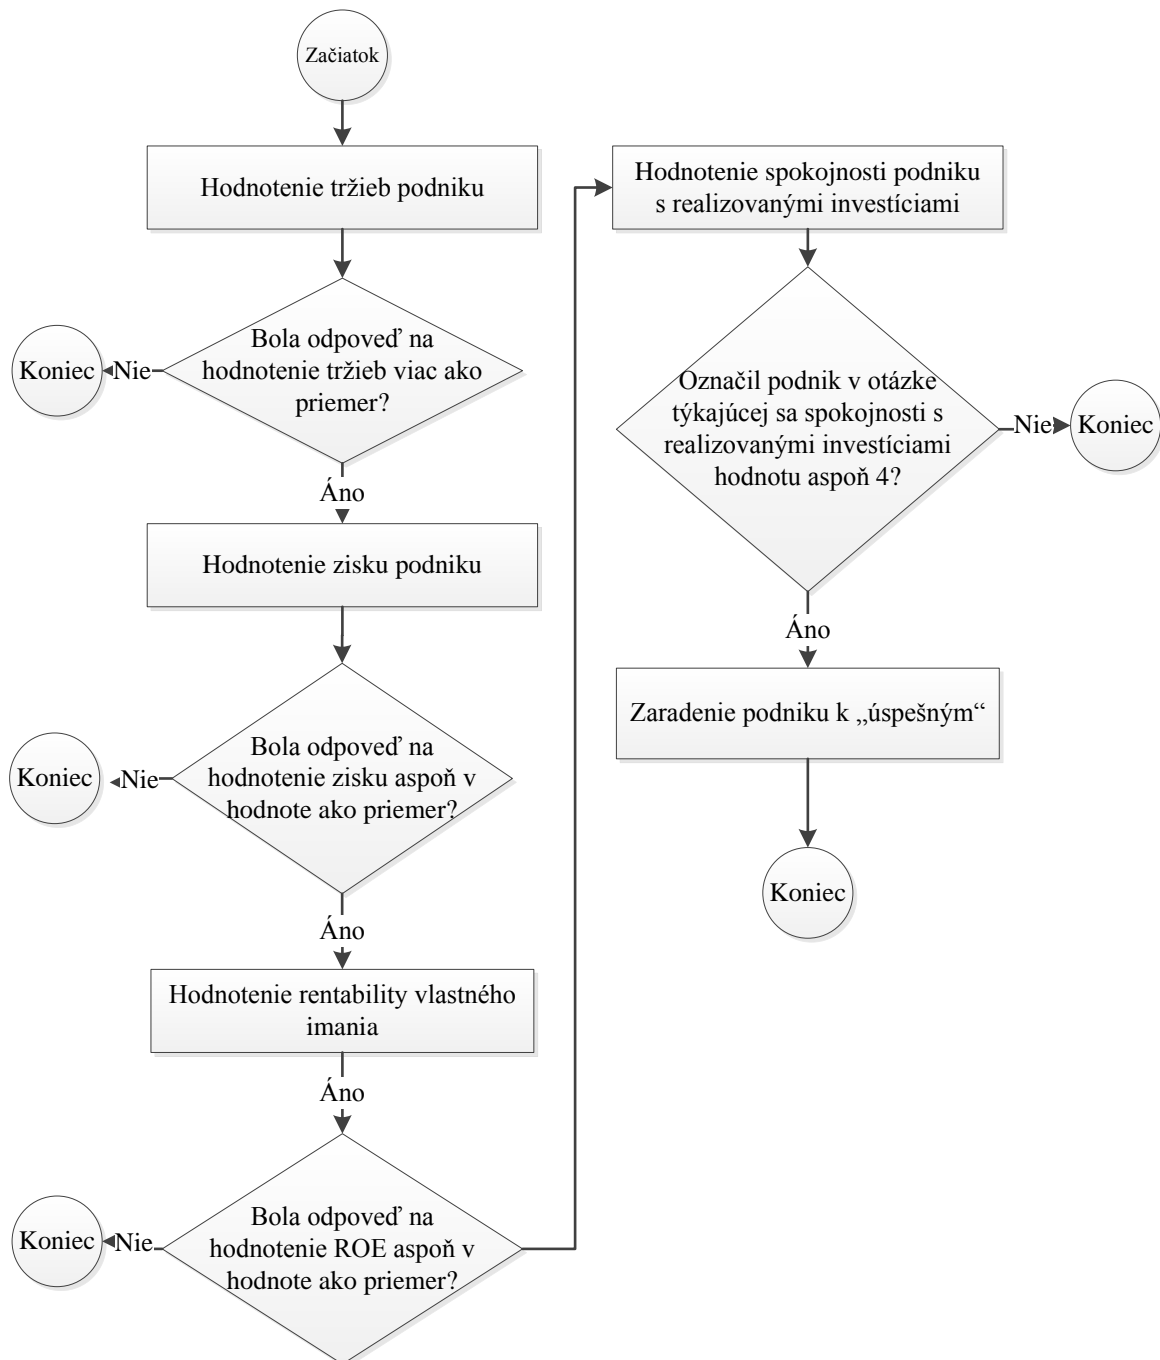 Začiatok
Hodnotenie tržieb podniku
Bola odpoveď na
hodnotenie tržieb viac ako
priemer?
Nie
Koniec
Áno
Hodnotenie zisku podniku
Bola odpoveď na
hodnotenie zisku aspoň v
hodnote ako priemer?
Nie
Koniec
Áno
Hodnotenie rentability vlastného
imania
Áno
Bola odpoveď na
hodnotenie ROE aspoň v
hodnote ako priemer?
Nie
Koniec
Hodnotenie spokojnosti podniku
s realizovanými investíciami
Označil podnik v otázke
týkajúcej sa spokojnosti s
realizovanými investíciami
hodnotu aspoň 4?
Nie
Koniec
Áno
Zaradenie podniku k „úspešným“
Koniec